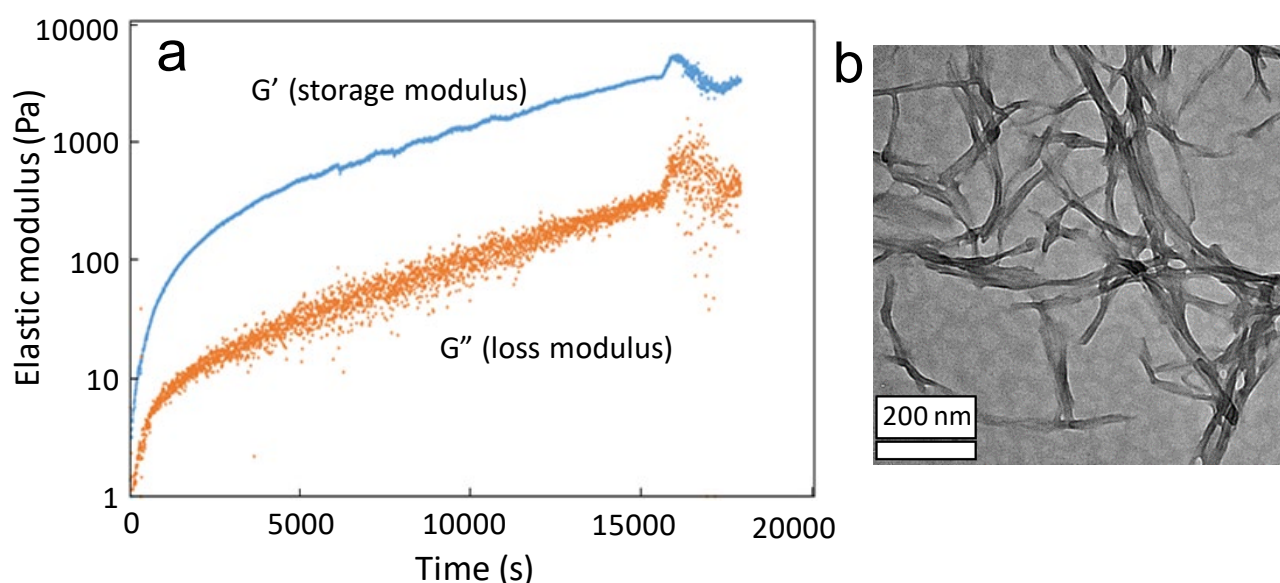 a
10000
1000
100
10
1
Elastic modulus (Pa)
G’ (storage modulus)
G” (loss modulus)
0
5000
10000
15000
20000
Time (s)
b
200 nm